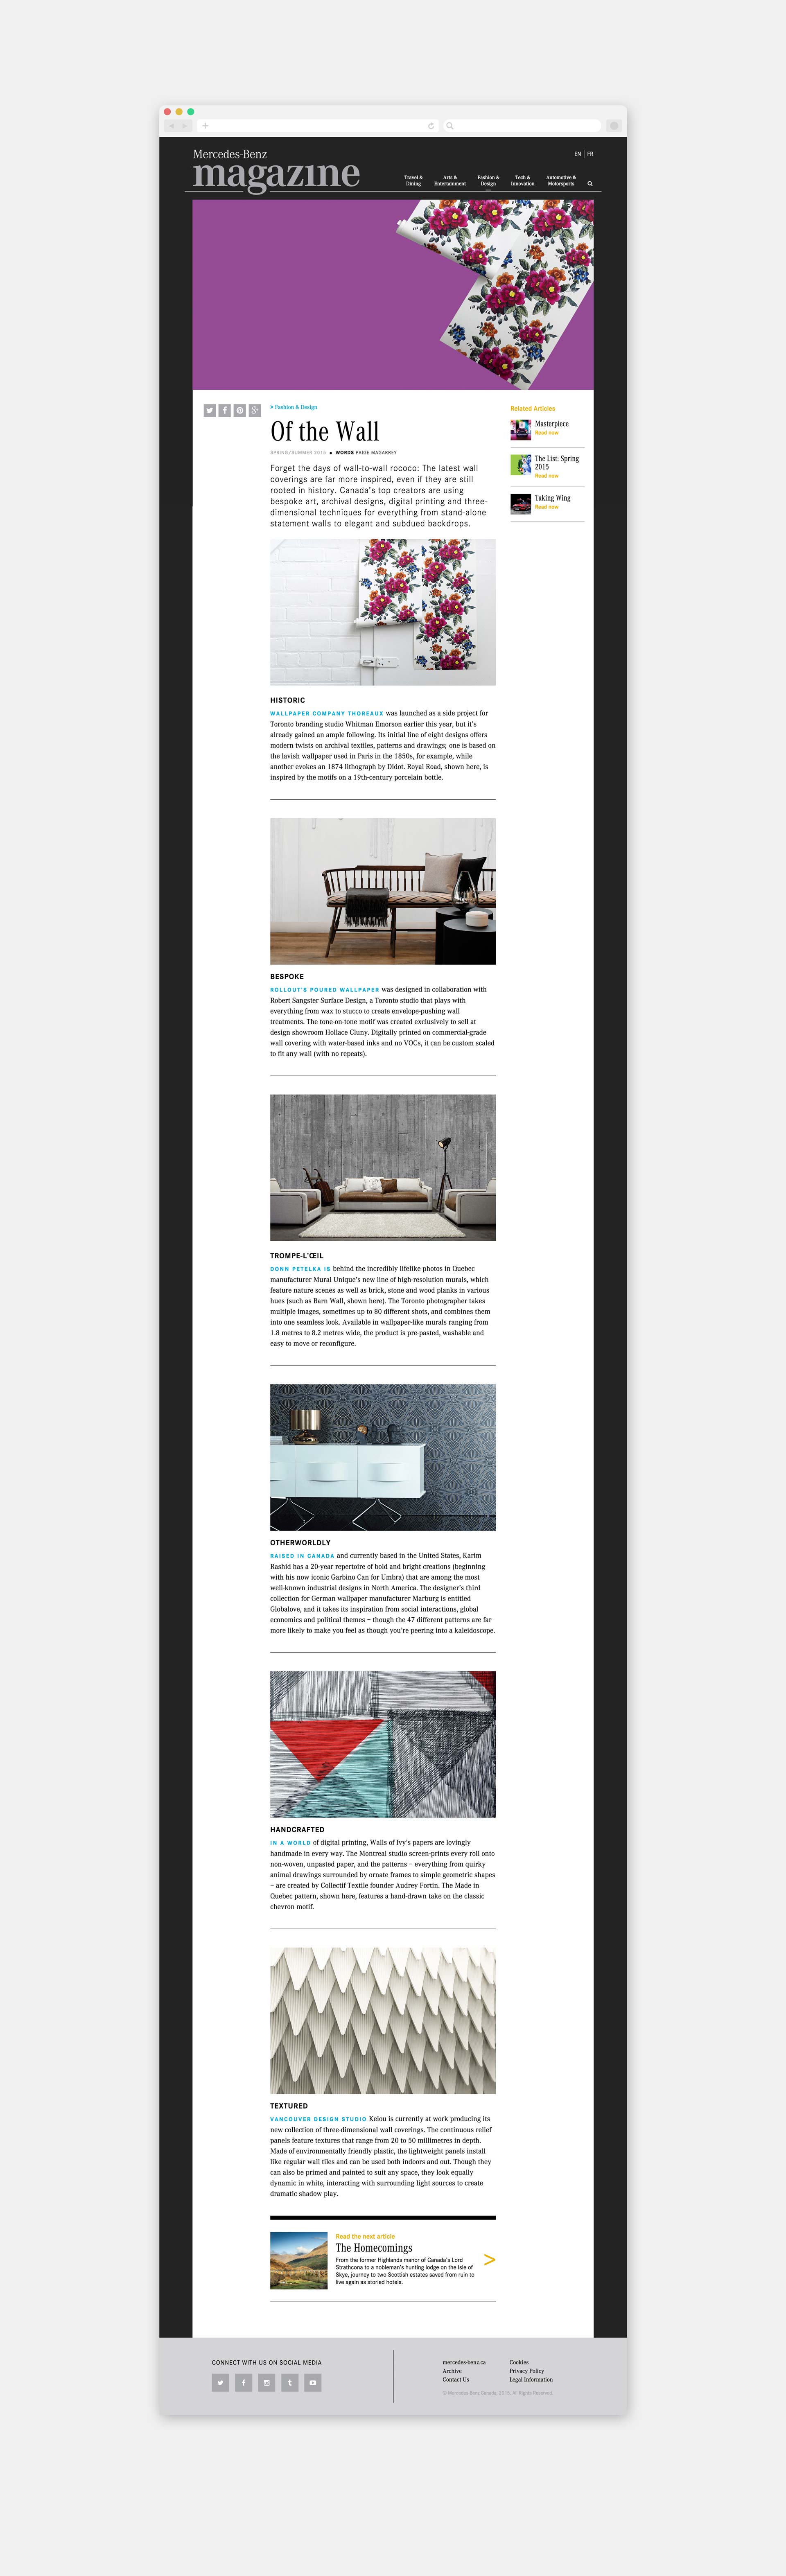 Mercedes-Benz
magazine
EN | FR
Travel &
Dining
Arts &
Entertainment
Fashion &
Design
Tech &
Innovation
Automotive &
Motorsports
> Fashion & Design
Of the Wall
SPRING/SUMMER 2015 • WORDS PAIGE MAGARREY
Forget the days of wall-to-wall rococo: The latest wall
coverings are far more inspired, even if they are still
rooted in history. Canada's top creators are using
bespoke art, archival designs, digital printing and three-
dimensional techniques for everything from stand-alone
statement walls to elegant and subdued backdrops.
Related Articles
Masterpiece
Read now
The List: Spring
2015
Read now
Taking Wing
Read now
HISTORIC
WALLPAPER COMPANY THOREAUX was launched as a side project for
Toronto branding studio Whitman Emorson earlier this year, but it's
already gained an ample following. Its initial line of eight designs offers
modern twists on archival textiles, patterns and drawings; one is based on
the lavish wallpaper used in Paris in the 1850s, for example, while
another evokes an 1874 lithograph by Didot. Royal Road, shown here, is
inspired by the motifs on a 19th-century porcelain bottle.
BESPOKE
ROLLOUT'S POURED WALLPAPER was designed in collaboration with
Robert Sangster Surface Design, a Toronto studio that plays with
everything from wax to stucco to create envelope-pushing wall
treatments. The tone-on-tone motif was created exclusively to sell at
design showroom Hollace Cluny. Digitally printed on commercial-grade
wall covering with water-based inks and no VOCs, it can be custom scaled
to fit any wall (with no repeats).
TROMPE-L'ŒIL
DONN PETELKA IS behind the incredibly lifelike photos in Quebec
manufacturer Mural Unique's new line of high-resolution murals, which
feature nature scenes as well as brick, stone and wood planks in various
hues (such as Barn Wall, shown here). The Toronto photographer takes
multiple images, sometimes up to 80 different shots, and combines them
into one seamless look. Available in wallpaper-like murals ranging from
1.8 metres to 8.2 metres wide, the product is pre-pasted, washable and
easy to move or reconfigure.
OTHERWORLDLY
RAISED IN CANADA and currently based in the United States, Karim
Rashid has a 20-year repertoire of bold and bright creations (beginning
with his now iconic Garbino Can for Umbra) that are among the most
well-known industrial designs in North America. The designer's third
collection for German wallpaper manufacturer Marburg is entitled
Globalove, and it takes its inspiration from social interactions, global
economics and political themes – though the 47 different patterns are far
more likely to make you feel as though you're peering into a kaleidoscope.
HANDCRAFTED
IN A WORLD of digital printing, Walls of Ivy's papers are lovingly
handmade in every way. The Montreal studio screen-prints every roll onto
non-woven, unpasted paper, and the patterns – everything from quirky
animal drawings surrounded by ornate frames to simple geometric shapes
– are created by Collectif Textile founder Audrey Fortin. The Made in
Quebec pattern, shown here, features a hand-drawn take on the classic
chevron motif.
TEXTURED
VANCOUVER DESIGN STUDIO Keiou is currently at work producing its
new collection of three-dimensional wall coverings. The continuous relief
panels feature textures that range from 20 to 50 millimetres in depth.
Made of environmentally friendly plastic, the lightweight panels install
like regular wall tiles and can be used both indoors and out. Though they
can also be primed and painted to suit any space, they look equally
dynamic in white, interacting with surrounding light sources to create
dramatic shadow play.
Read the next article
The Homecomings
From the former Highlands manor of Canada's Lord
Strathcona to a nobleman's hunting lodge on the Isle of
Skye, journey to two Scottish estates saved from ruin to
live again as storied hotels.
>
CONNECT WITH US ON SOCIAL MEDIA
mercedes-benz.ca
Archive
Contact Us
Cookies
Privacy Policy
Legal Information
© Mercedes-Benz Canada, 2015. All Rights Reserved.